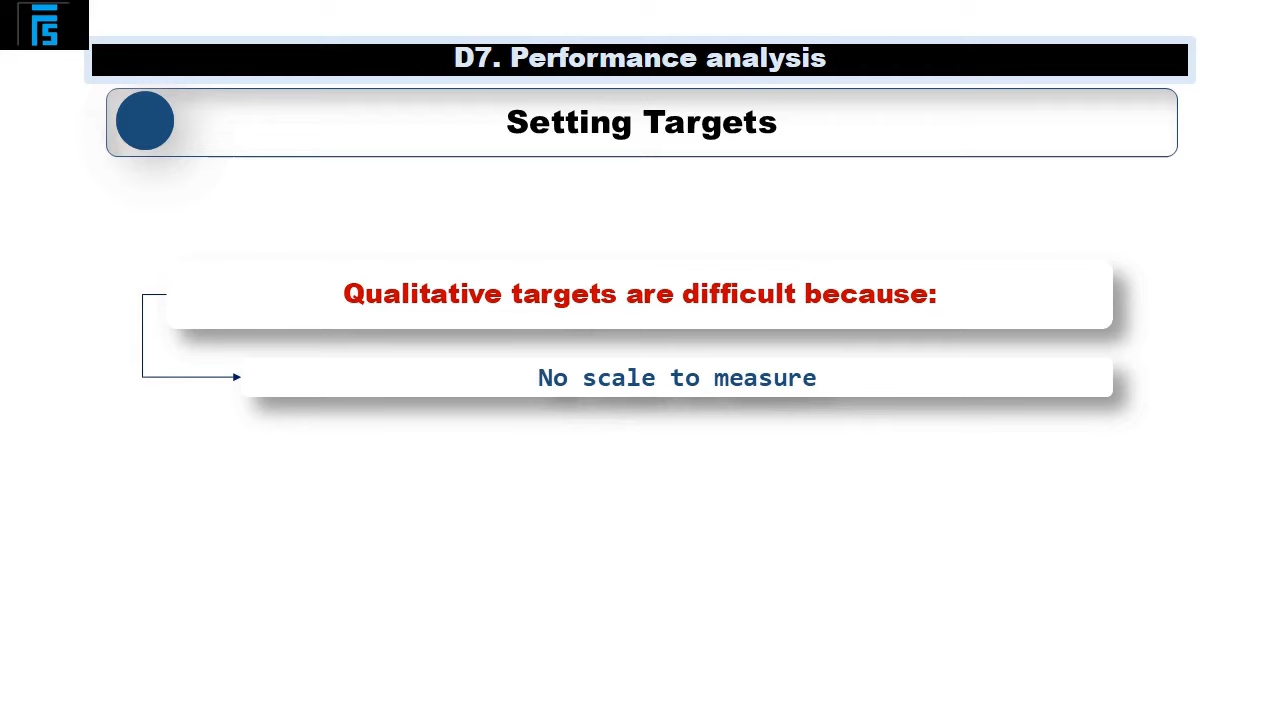 D7. Performance analysis
Setting Targets
Qualitative targets are difficult because:
No scale to measure